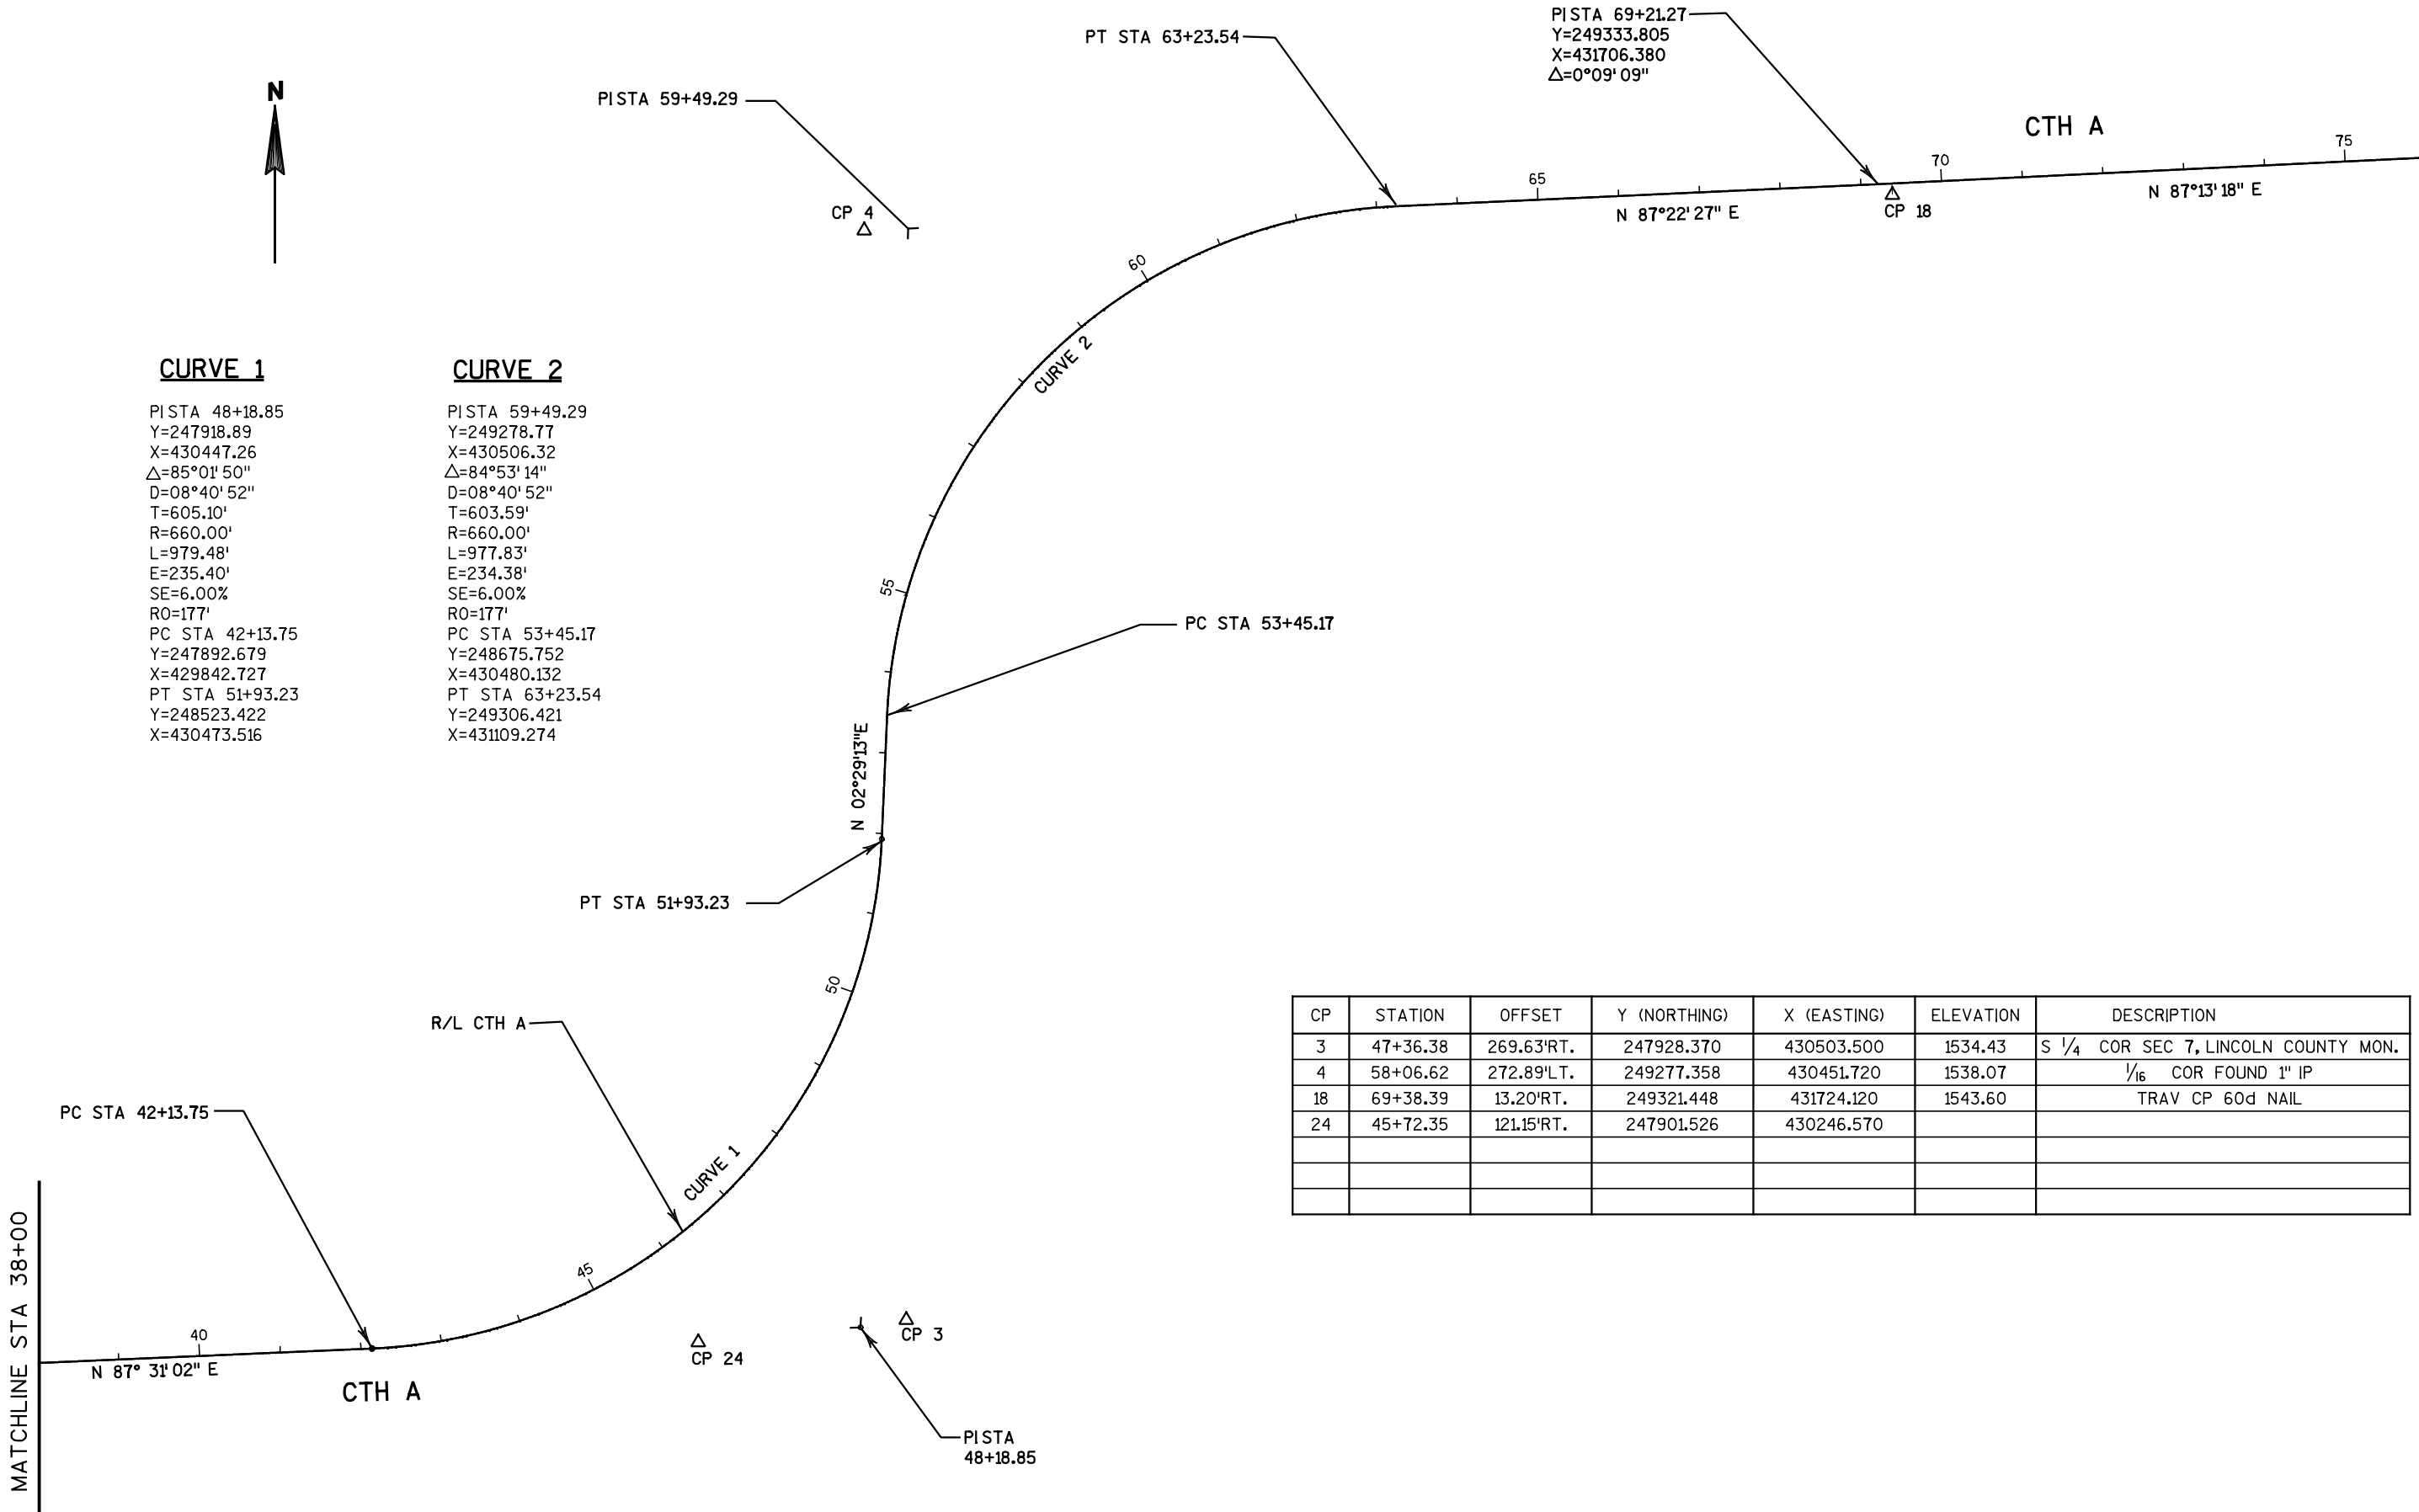 PI STA 69+21.27
Y=249333.805
X=431706.380
△=0°09'09"
PT STA 63+23.54
PI STA 59+49.29
N
CTH A
75
70
65
N 87°13'18" E
N 87°22'27" E
CP 18
CP 4
60
CURVE 2
CURVE 1
PI STA 48+18.85
Y=247918.89
X=430447.26
△=85°01'50"
D=08°40'52"
T=605.10'
R=660.00'
L=979.48'
E=235.40'
SE=6.00%
RO=177'
PC STA 42+13.75
Y=247892.679
X=429842.727
PT STA 51+93.23
Y=248523.422
X=430473.516
CURVE 2
PI STA 59+49.29
Y=249278.77
X=430506.32
△=84°53'14"
D=08°40'52"
T=603.59'
R=660.00'
L=977.83'
E=234.38'
SE=6.00%
RO=177'
PC STA 53+45.17
Y=248675.752
X=430480.132
PT STA 63+23.54
Y=249306.421
X=431109.274
55
PC STA 53+45.17
N 02°29'13"E
PT STA 51+93.23
50
R/L CTH A
CP STATION OFFSET Y (NORTHING) X (EASTING) ELEVATION DESCRIPTION
3 47+36.38 269.63'RT. 247928.370 430503.500 1534.43 S 1/4 COR SEC 7, LINCOLN COUNTY MON.
4 58+06.62 272.89'LT. 249277.358 430451.720 1538.07 1/16 COR FOUND 1" IP
18 69+38.39 13.20'RT. 249321.448 431724.120 1543.60 TRAV CP 60d NAIL
24 45+72.35 121.15'RT. 247901.526 430246.570
PC STA 42+13.75
CURVE 1
45
40
N 87° 31'02" E
CTH A
CP 24
CP 3
PI STA
48+18.85
MATCHLINE STA 38+00